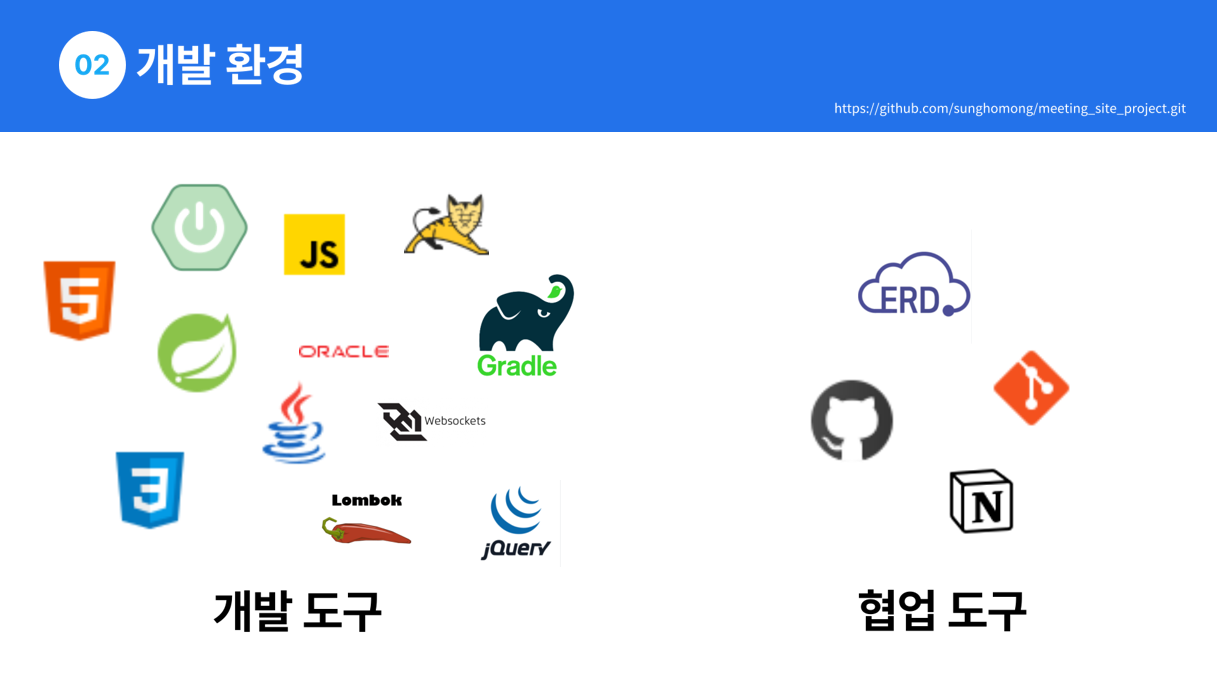 02 개발 환경
https://github.com/sunghomong/meeting_site_project.git
JS
5
ORACLE
Gradle
Websockets
3
Lombok
jQuery
ERD
N
개발 도구
협업 도구